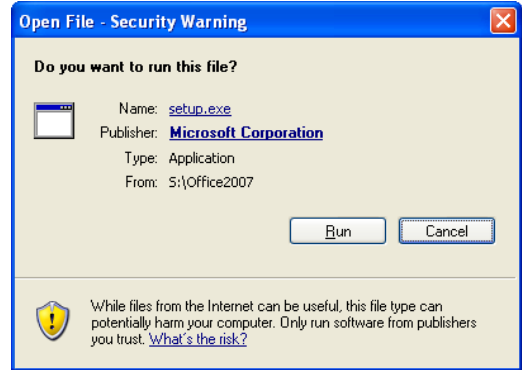 Open File - Security Warning
Do you want to run this file?
Name: setup.exe
Publisher: Microsoft Corporation
Type: Application
From: S:\Office2007
Run Cancel
While files from the Internet can be useful, this file type can
potentially harm your computer. Only run software from publishers
you trust. What's the risk?